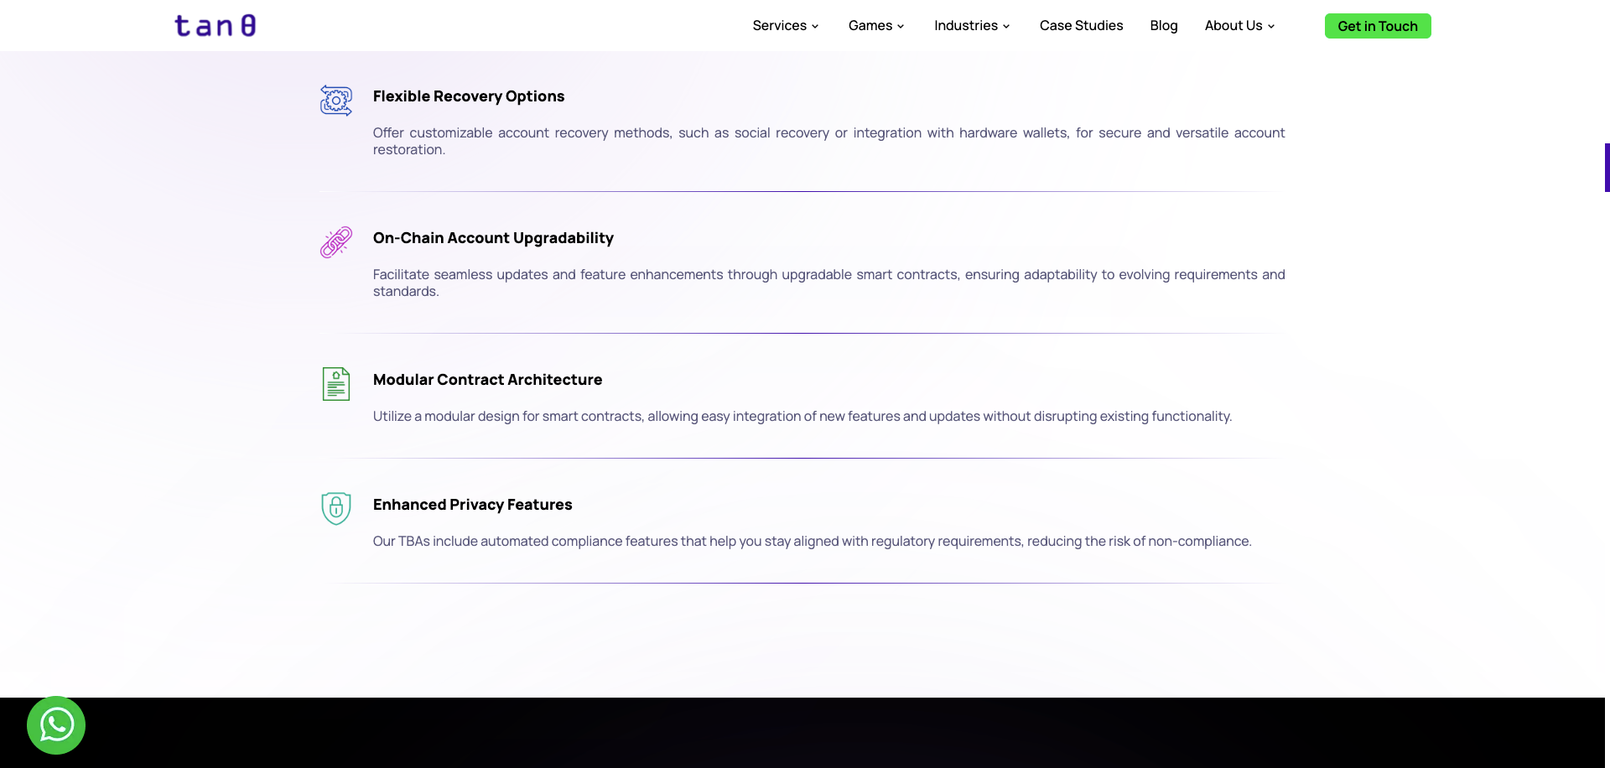 tan θ
Services
Games
Industries
Case Studies
Blog
About Us
Get in Touch
Flexible Recovery Options
Offer customizable account recovery methods, such as social recovery or integration with hardware wallets, for secure and versatile account
restoration.
On-Chain Account Upgradability
Facilitate seamless updates and feature enhancements through upgradable smart contracts, ensuring adaptability to evolving requirements and
standards.
Modular Contract Architecture
Utilize a modular design for smart contracts, allowing easy integration of new features and updates without disrupting existing functionality.
Enhanced Privacy Features
Our TBAs include automated compliance features that help you stay aligned with regulatory requirements, reducing the risk of non-compliance.